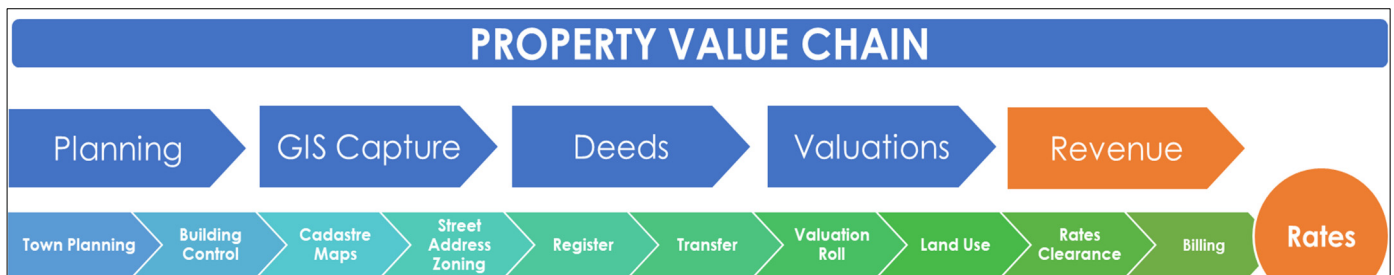 PROPERTY VALUE CHAIN
Planning
GIS Capture
Deeds
Valuations
Revenue
Town Planning
Building
Control
Cadastre
Maps
Street
Address
Zoning
Register
Transfer
Valuation
Roll
Land Use
Rates
Clearance
Billing
Rates